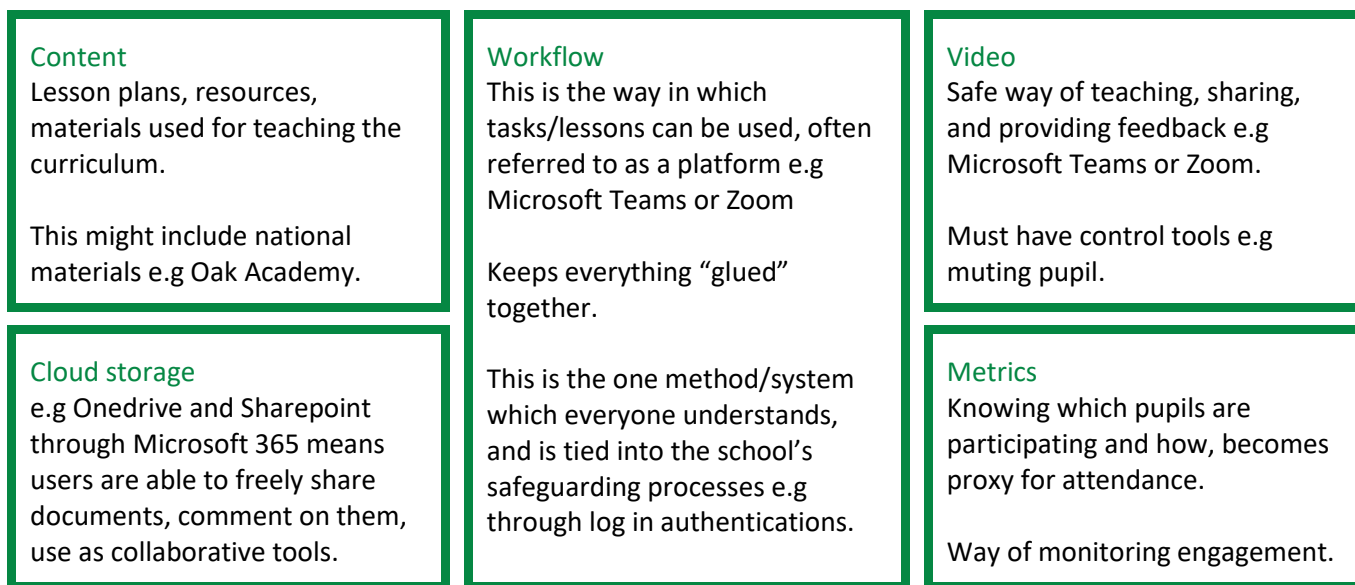 Content
Lesson plans, resources,
materials used for teaching the
curriculum.
This might include national
materials e.g Oak Academy.
Cloud storage
e.g Onedrive and Sharepoint
through Microsoft 365 means
users are able to freely share
documents, comment on them,
use as collaborative tools.
Workflow
This is the way in which
tasks/lessons can be used, often
referred to as a platform e.g
Microsoft Teams or Zoom
Keeps everything “glued”
together.
This is the one method/system
which everyone understands,
and is tied into the school’s
safeguarding processes e.g
through log in authentications.
Video
Safe way of teaching, sharing,
and providing feedback e.g
Microsoft Teams or Zoom.
Must have control tools e.g
muting pupil.
Metrics
Knowing which pupils are
participating and how, becomes
proxy for attendance.
Way of monitoring engagement.